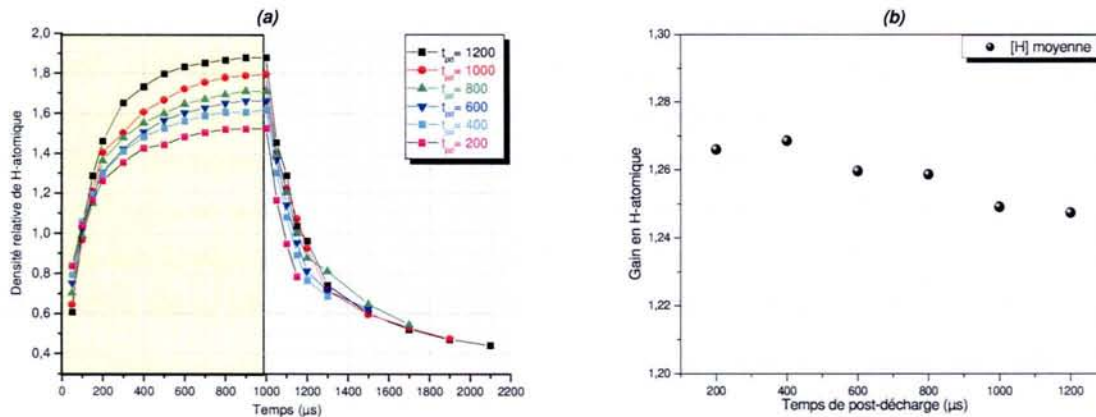 (a)
2,0
1,8
1,6
1,4
1,2
1,0
0,8
0,6
0,4
Densité relative de H-atomique
t = 1200
t = 1000
t = 800
t = 600
t = 400
t = 200
0 200 400 600 800 1000 1200 1400 1600 1800 2000 2200
Temps (µs)
(b)
1,30
1,28
1,26
1,24
1,22
1,20
Gain en H-atomique
[H] moyenne
200 400 600 800 1000 1200
Temps de post-décharge (µs)